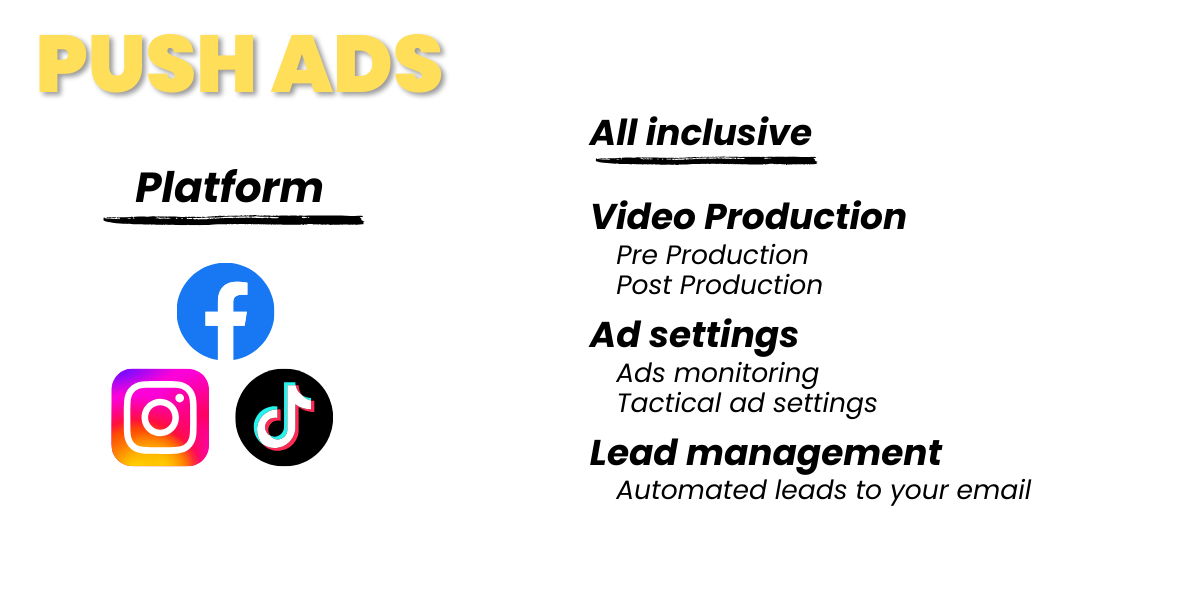 PUSH ADS
Platform
All inclusive
Video Production
Pre Production
Post Production
Ad settings
Ads monitoring
Tactical ad settings
Lead management
Automated leads to your email